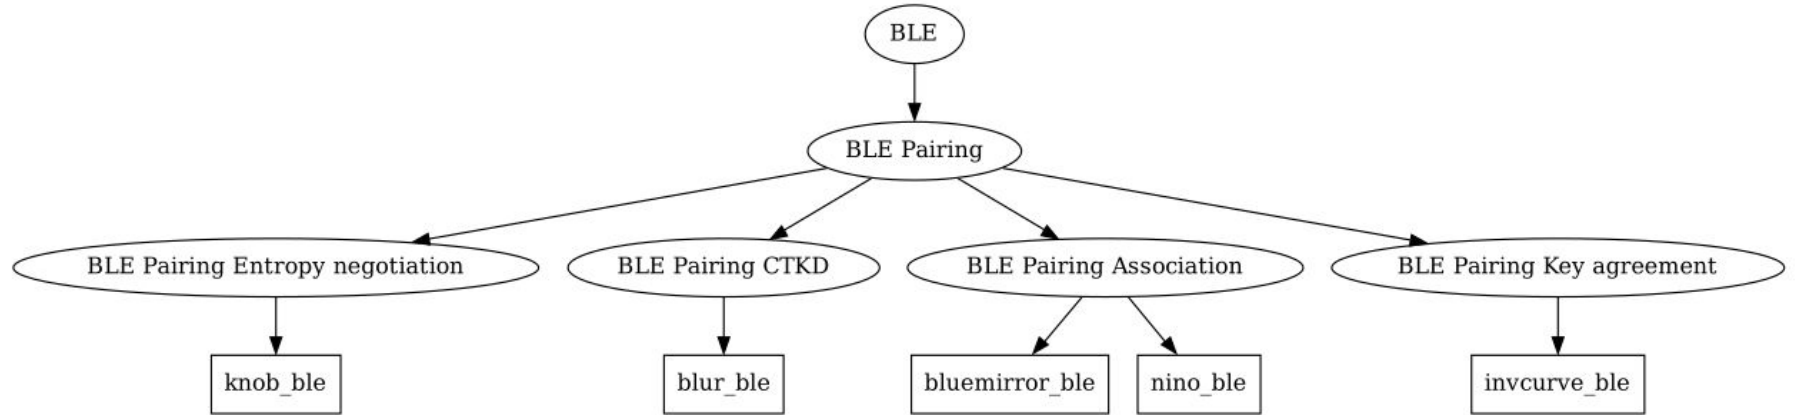 BLE
BLE Pairing
BLE Pairing Entropy negotiation
BLE Pairing CTKD
BLE Pairing Association
BLE Pairing Key agreement
knob_ble
blur_ble
bluemirror_ble
nino_ble
invcurve_ble